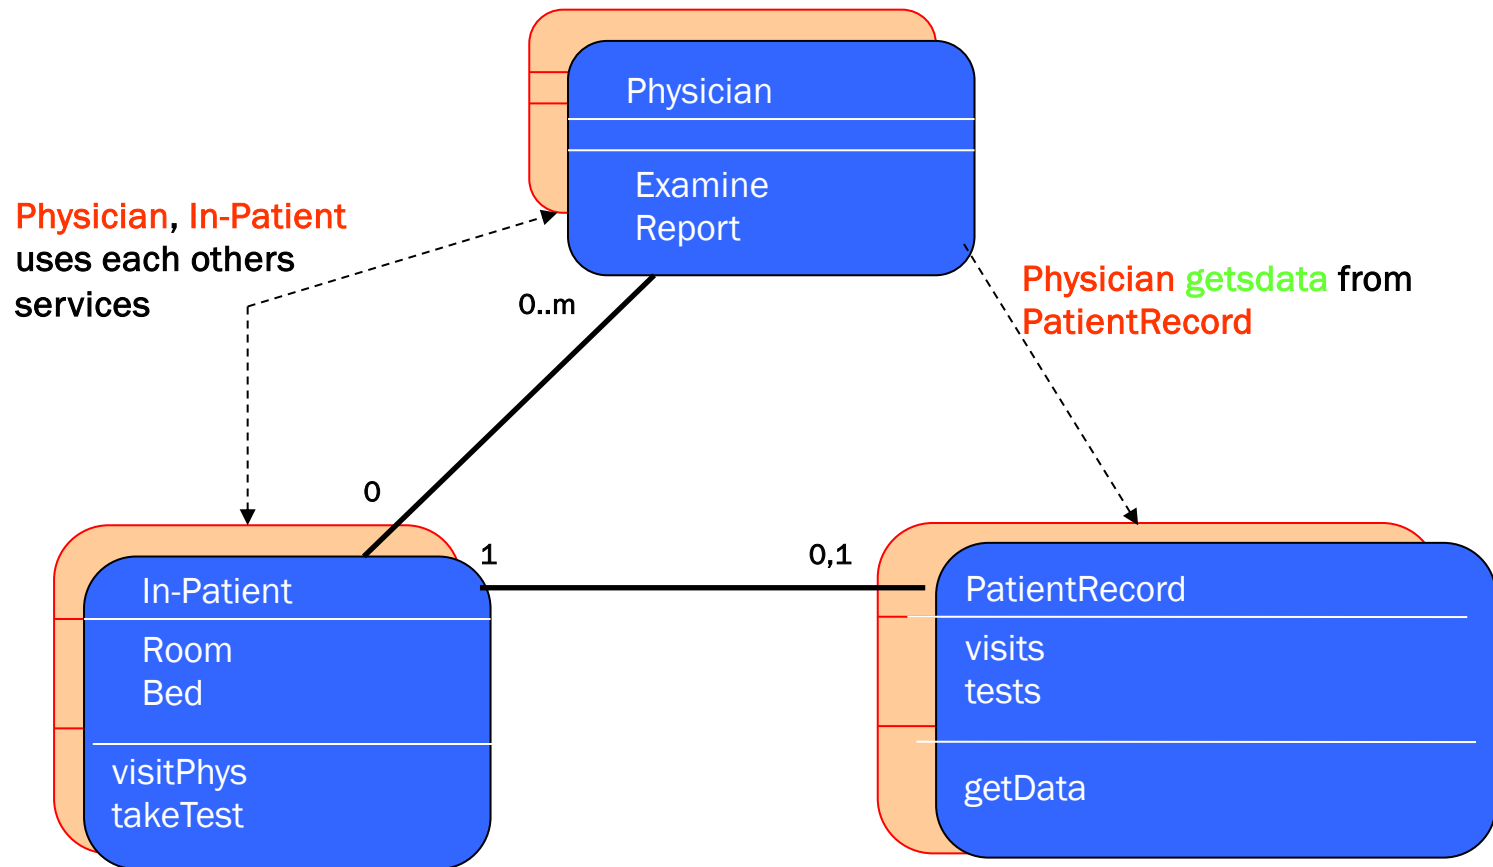 Physician
Examine
Report
Physician, In-Patient
uses each others
services
Physician getsdata from
PatientRecord
0..m
0
1
0,1
In-Patient
Room
Bed
visitPhys
takeTest
PatientRecord
visits
tests
getData